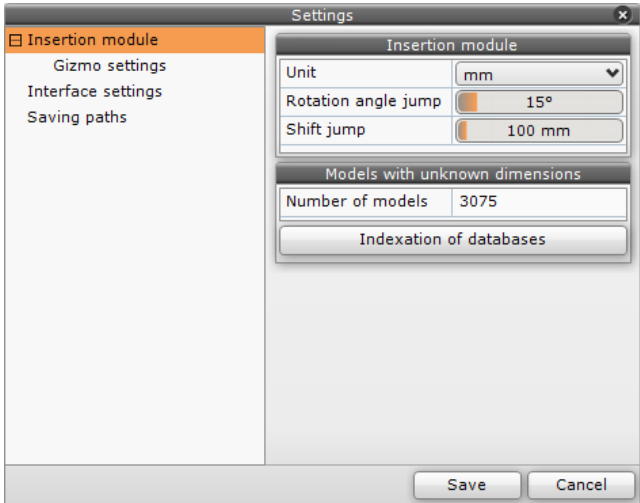 Settings
Insertion module
Gizmo settings
Interface settings
Saving paths
Insertion module
Unit mm
Rotation angle jump 15°
Shift jump 100 mm
Models with unknown dimensions
Number of models 3075
Indexation of databases
Save Cancel